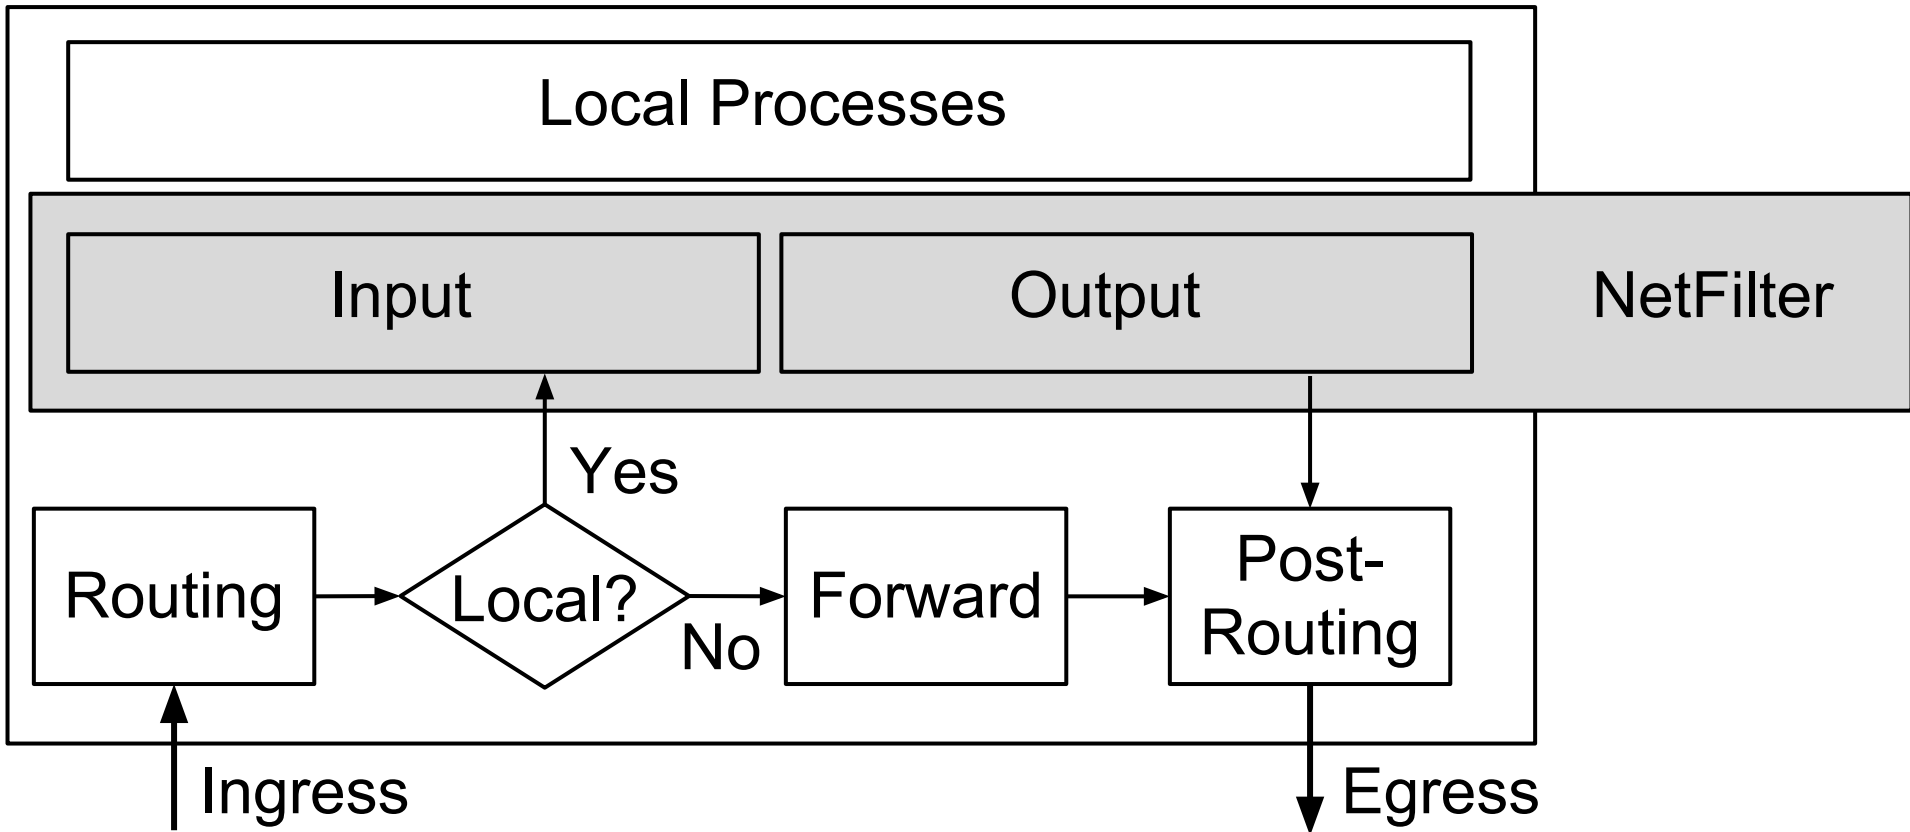 Local Processes
Input
Output
NetFilter
Yes
Routing
Local?
No
Forward
Post-
Routing
Ingress
Egress